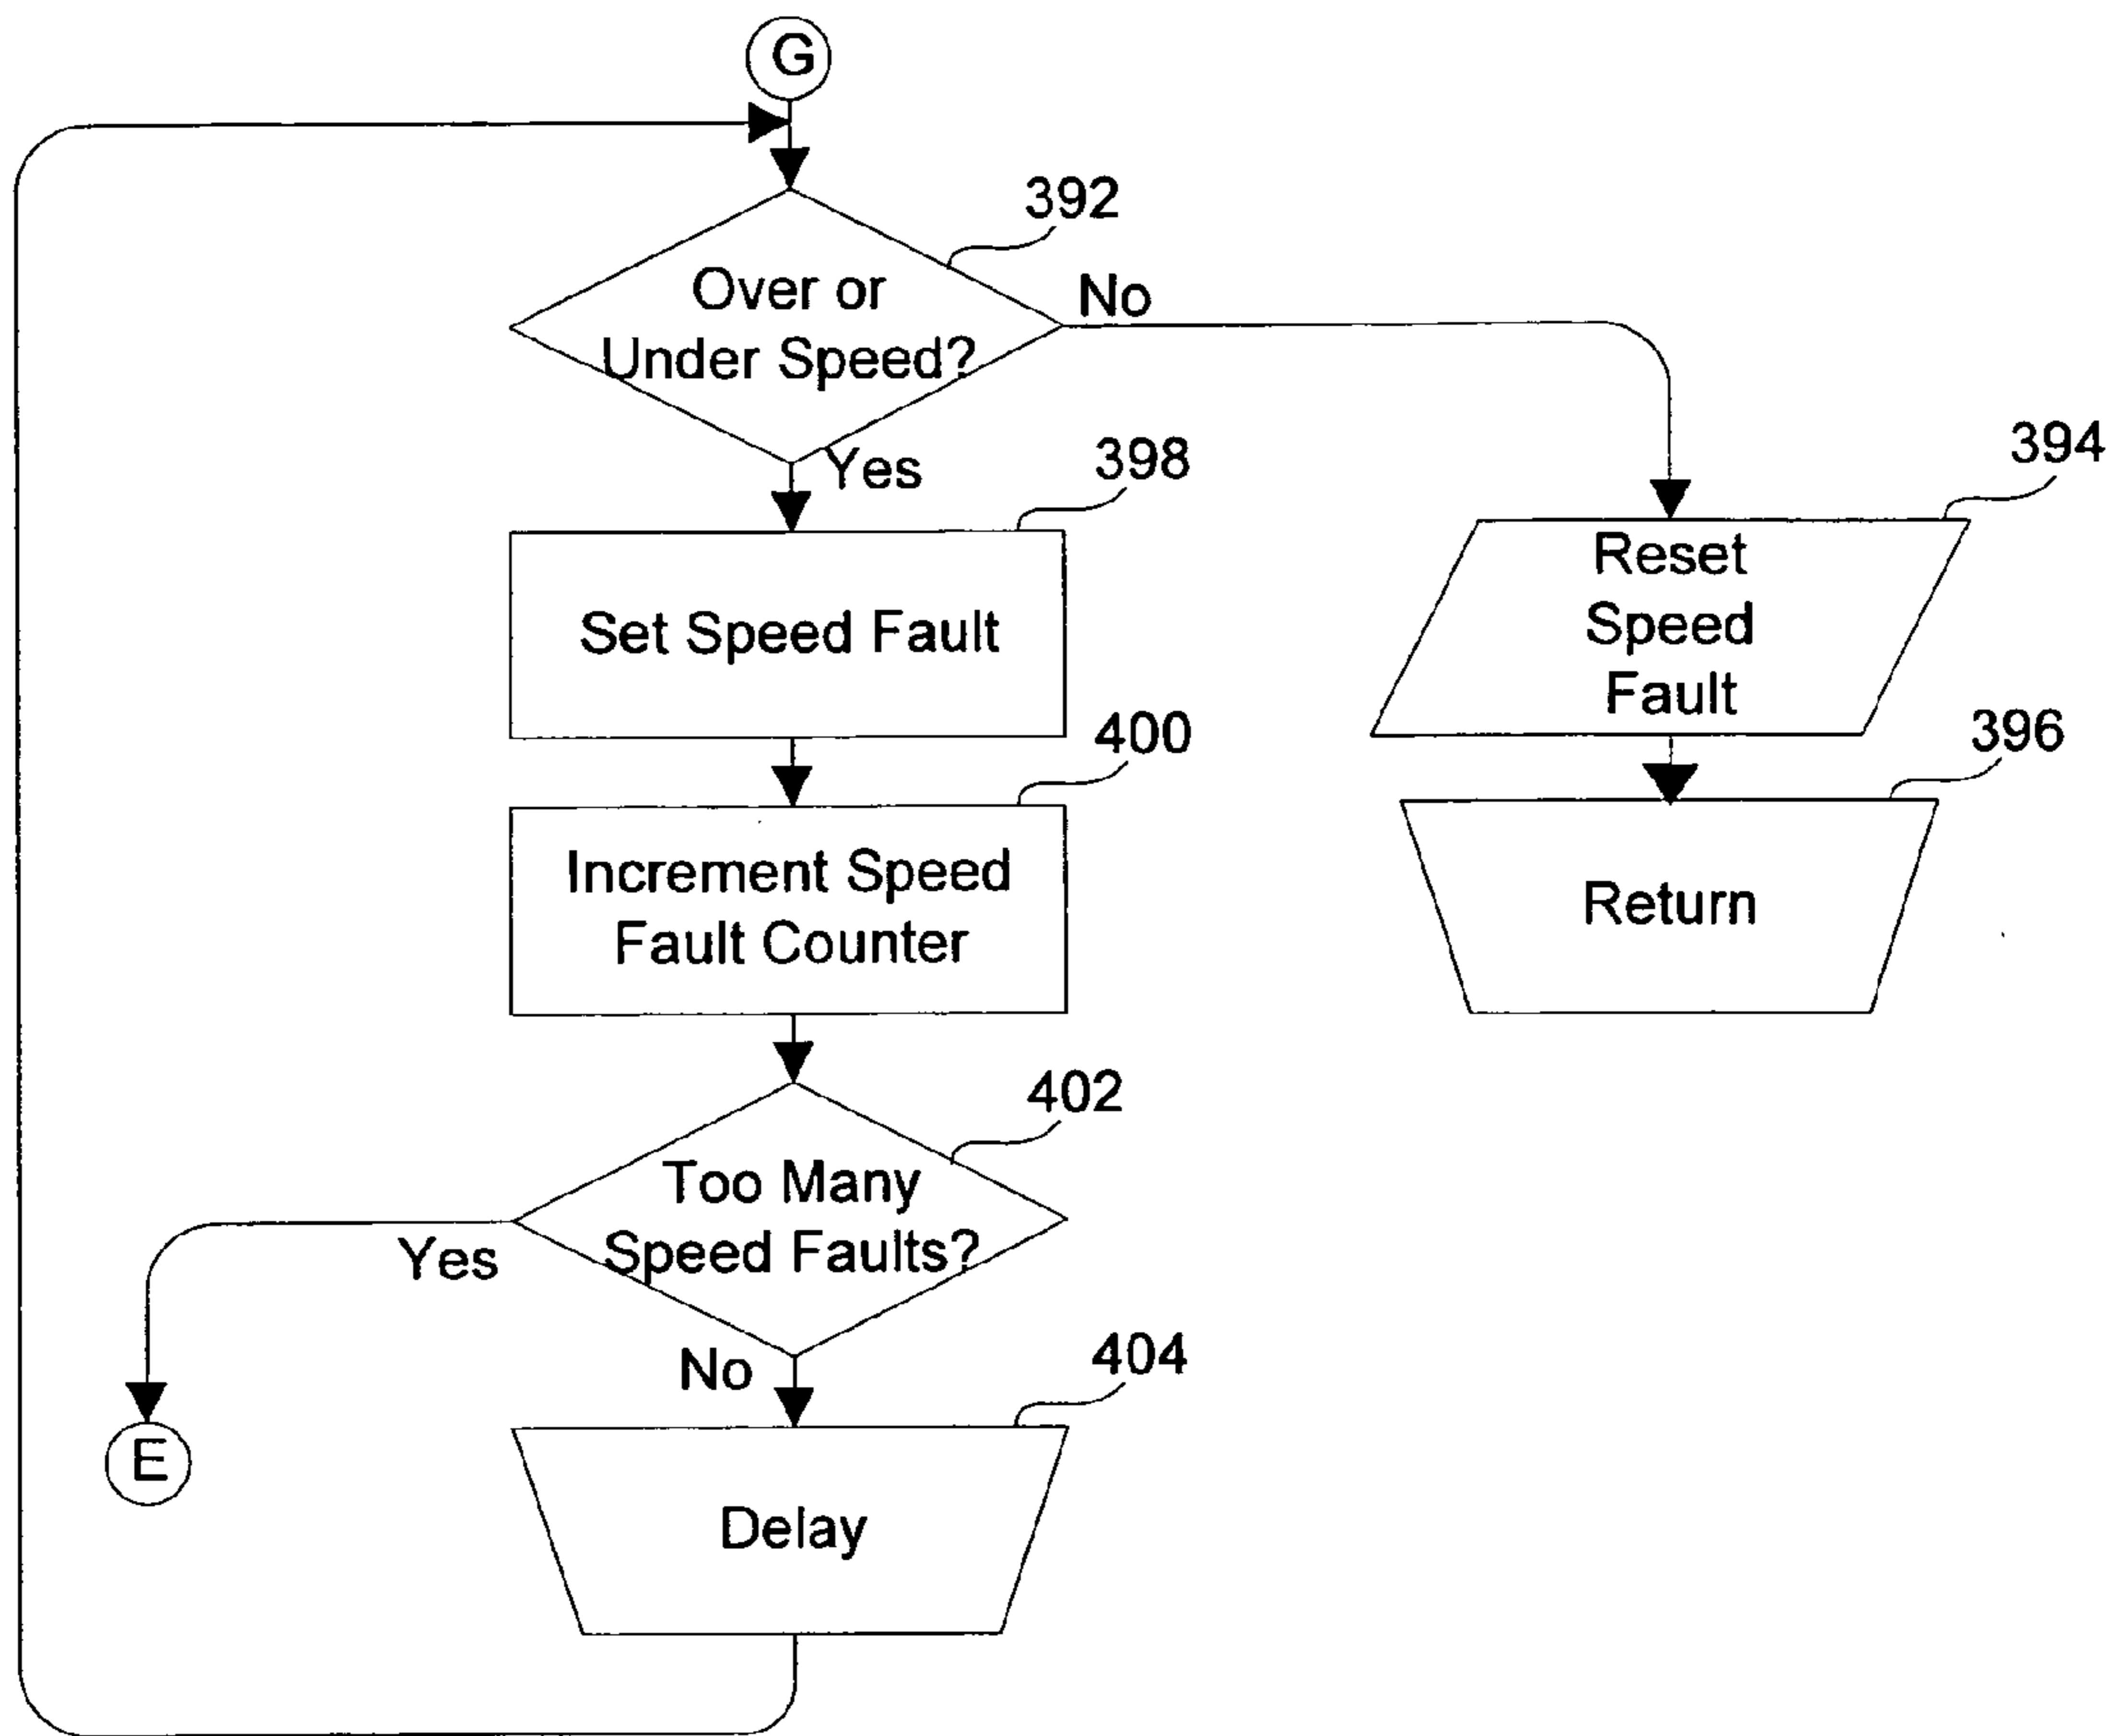 G
392
Over or
Under Speed?
No
Yes
398
394
Set Speed Fault
Reset
Speed
Fault
400
396
Increment Speed
Fault Counter
Return
402
Too Many
Speed Faults?
Yes
No
404
E
Delay